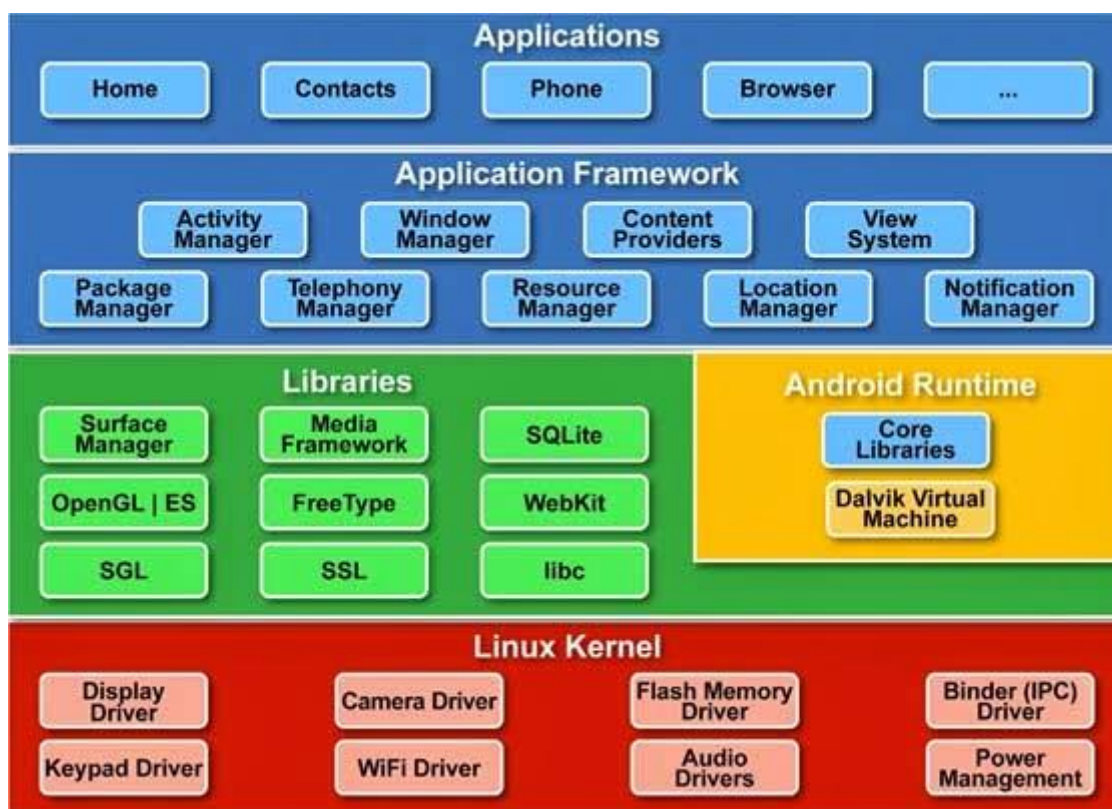 Applications
Home
Contacts
Phone
Browser
...
Application Framework
Activity
Manager
Window
Manager
Content
Providers
View
System
Package
Manager
Telephony
Manager
Resource
Manager
Location
Manager
Notification
Manager
Libraries
Surface
Manager
Media
Framework
SQLite
OpenGL | ES
FreeType
WebKit
SGL
SSL
libc
Android Runtime
Core
Libraries
Dalvik Virtual
Machine
Linux Kernel
Display
Driver
Camera Driver
Flash Memory
Driver
Binder (IPC)
Driver
Keypad Driver
WiFi Driver
Audio
Drivers
Power
Management